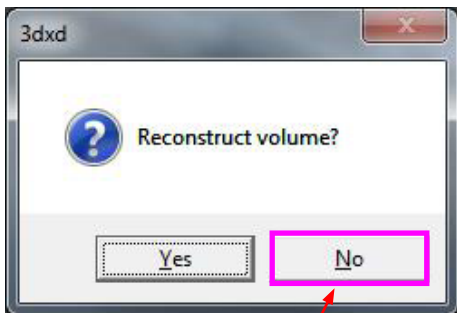 3dxd
Reconstruct volume?
Yes
No